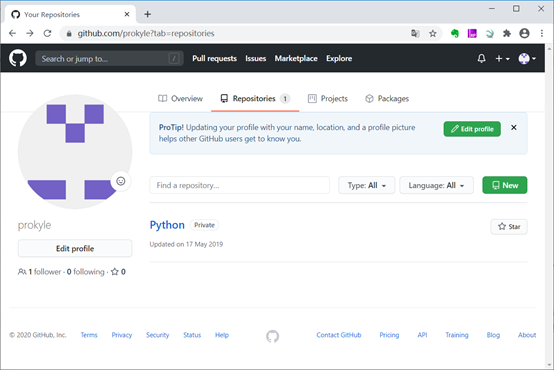 Your Repositories
github.com/prokyle?tab=repositories
Search or jump to... /
Pull requests Issues Marketplace Explore
Overview Repositories 1 Projects Packages
ProTip! Updating your profile with your name, location, and a profile picture
helps other GitHub users get to know you.
Edit profile
Find a repository...
Type: All
Language: All
New
prokyle
Edit profile
1 follower · 0 following · 0
Python Private
Star
Updated on 17 May 2019
© 2020 GitHub, Inc. Terms Privacy Security Status Help Contact GitHub Pricing API Training Blog About